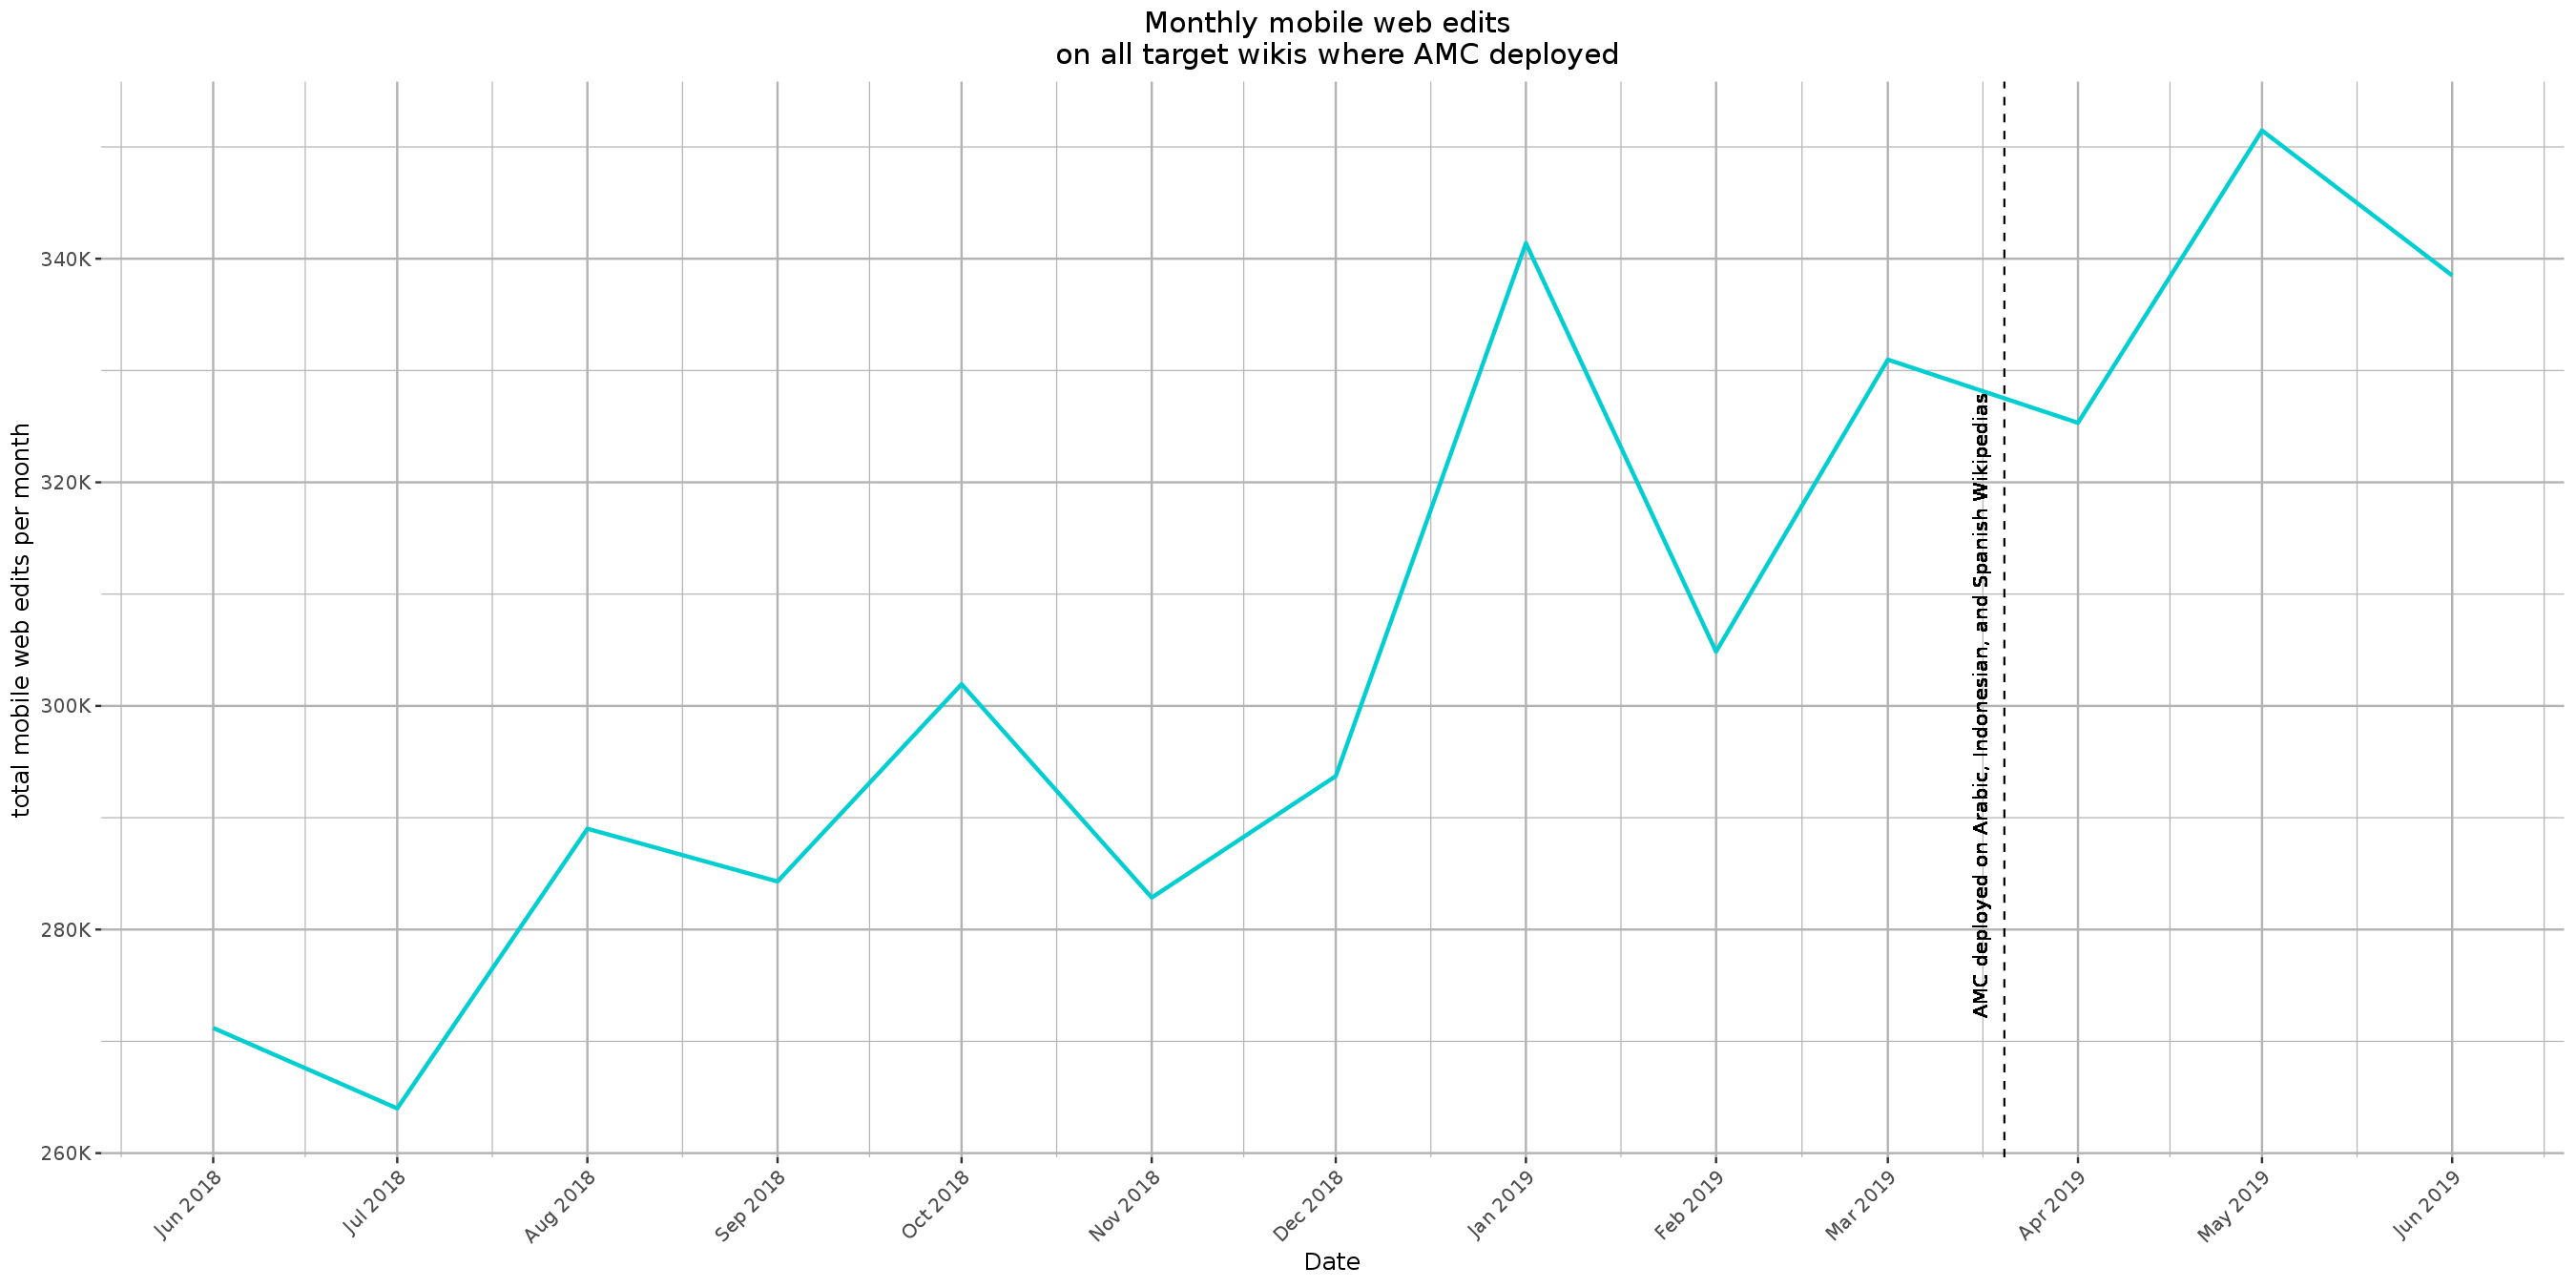 Monthly mobile web edits
on all target wikis where AMC deployed
total mobile web edits per month
340K
320K
300K
280K
260K
AMC deployed on Arabic, Indonesian, and Spanish Wikipedias
Jun 2018
Jul 2018
Aug 2018
Sep 2018
Oct 2018
Nov 2018
Dec 2018
Jan 2019
Feb 2019
Mar 2019
Apr 2019
May 2019
Jun 2019
Date